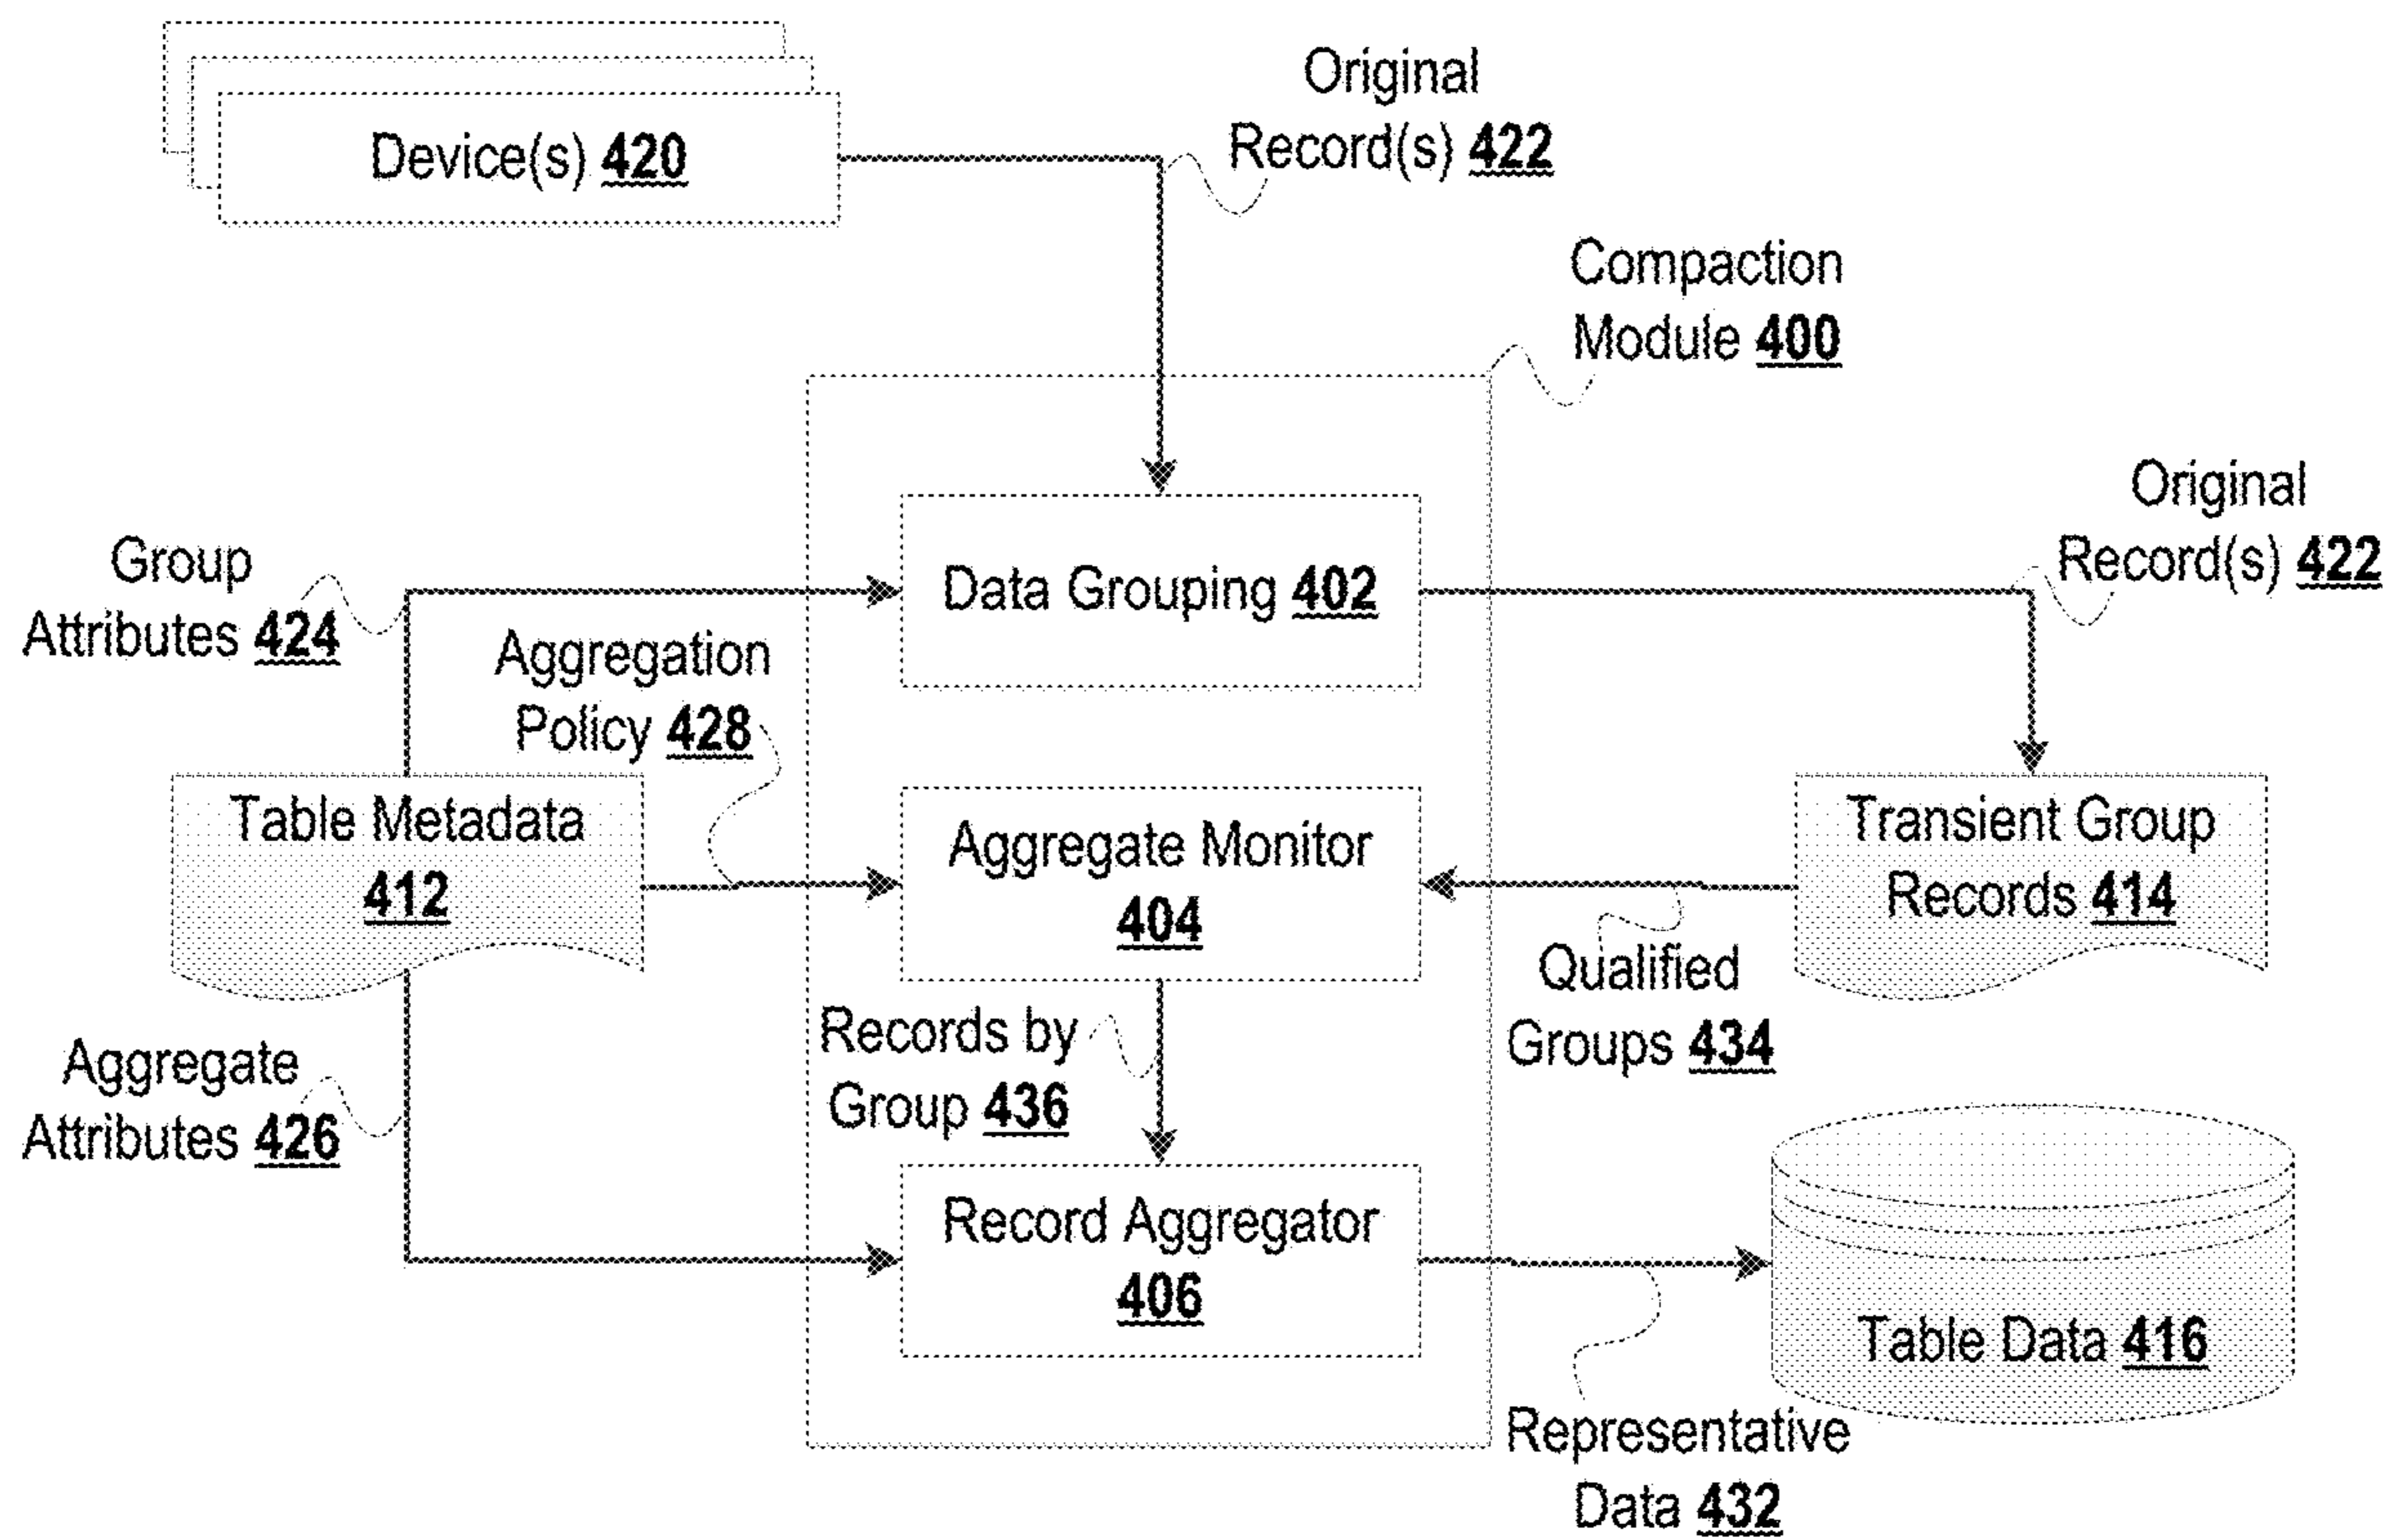 Original
Record(s) 422
Device(s) 420
Compaction
Module 400
Original
Record(s) 422
Group
Attributes 424
Data Grouping 402
Aggregation
Policy 428
Table Metadata
412
Aggregate Monitor
404
Transient Group
Records 414
Qualified
Groups 434
Records by
Group 436
Aggregate
Attributes 426
Record Aggregator
406
Table Data 416
Representative
Data 432